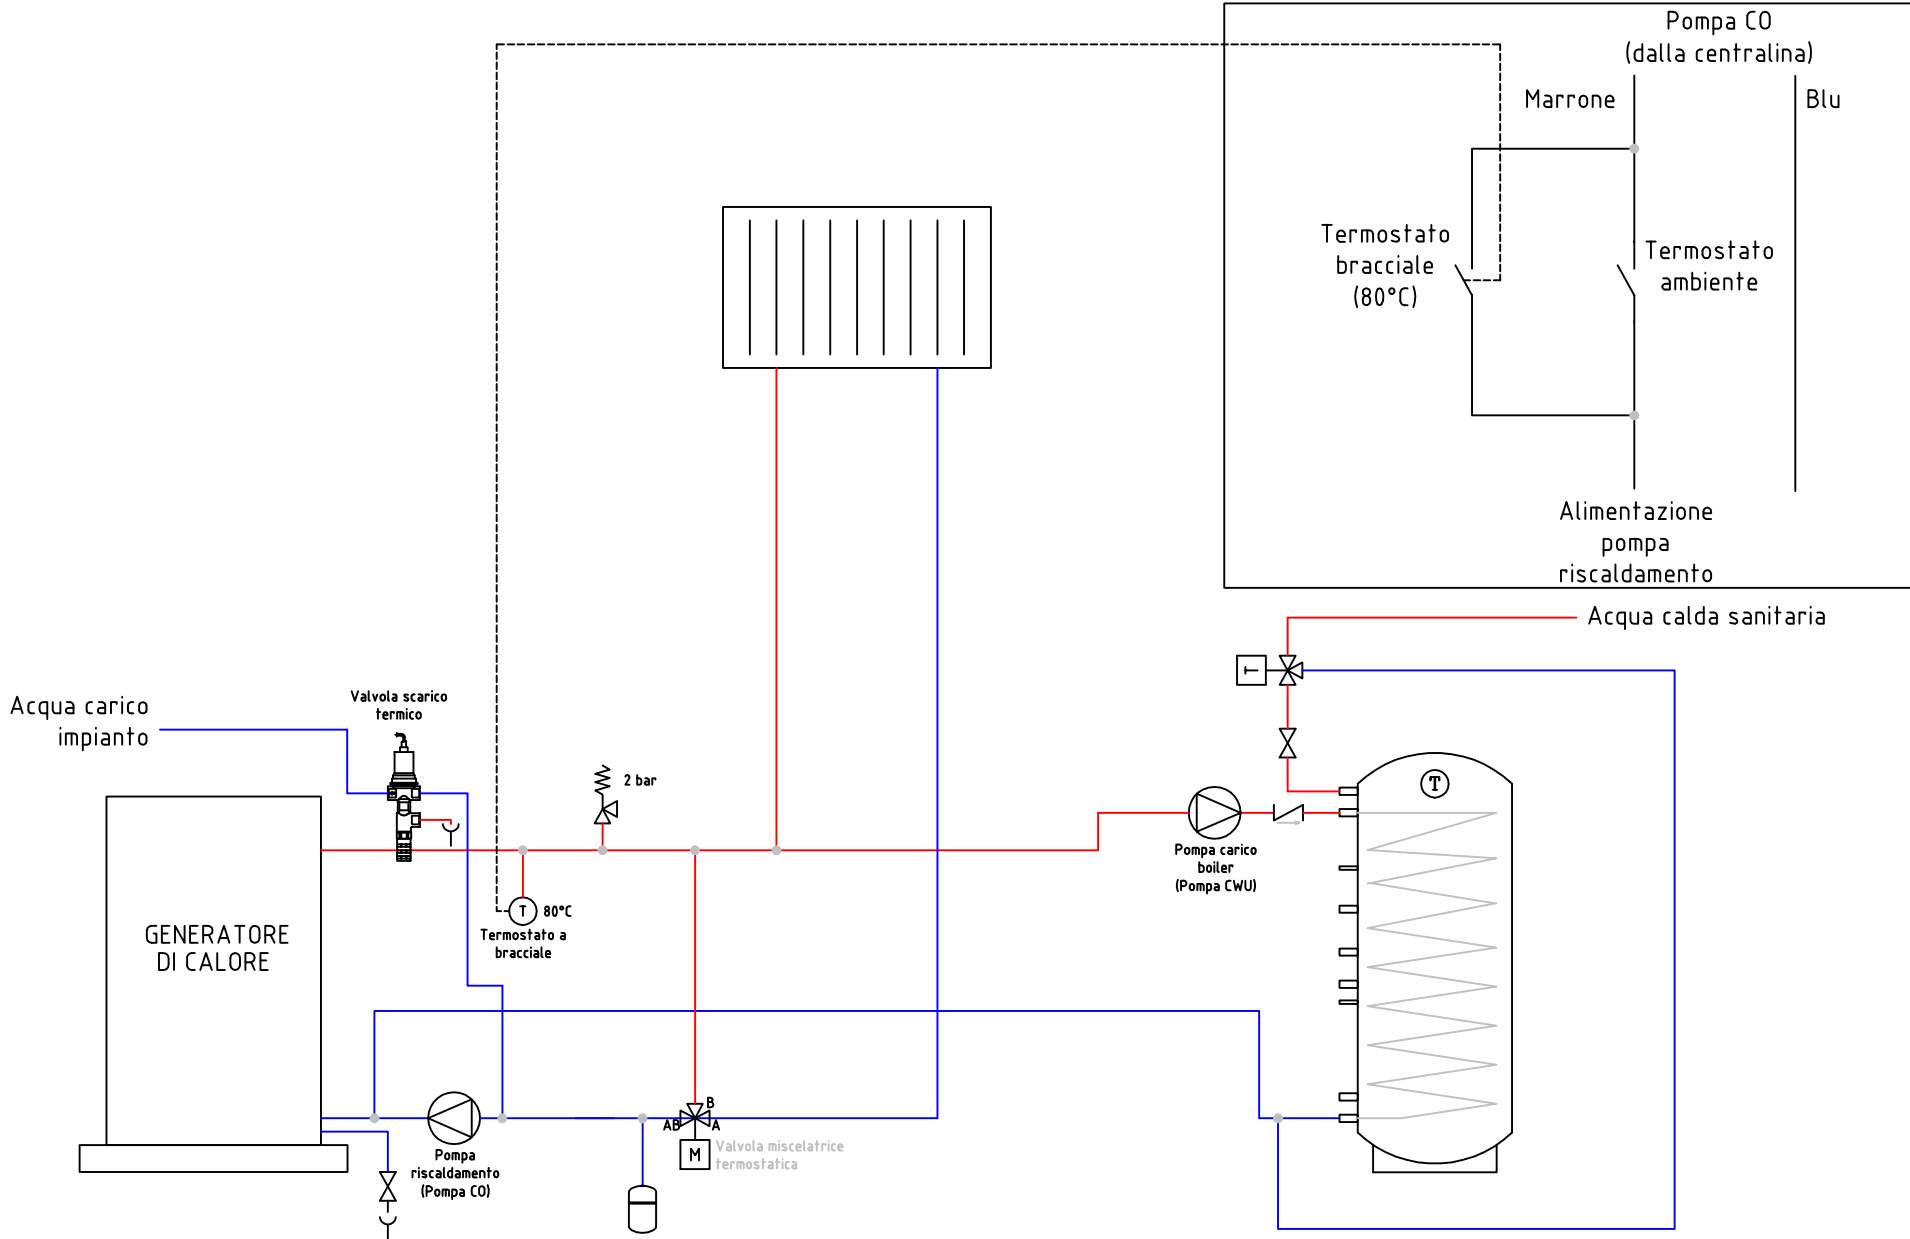 Pompa CO
(dalla centralina)
Marrone
Blu
Termostato
bracciale
(80°C)
Termostato
ambiente
Alimentazione
pompa
riscaldamento
Acqua calda sanitaria
T
Acqua carico
impianto
Valvola scarico
termico
2 bar
T
Pompa carico
boiler
(Pompa CWU)
T
80°C
Termostato a
bracciale
GENERATORE
DI CALORE
B
AB
A
M
Valvola miscelatrice
termostatica
Pompa
riscaldamento
(Pompa CO)